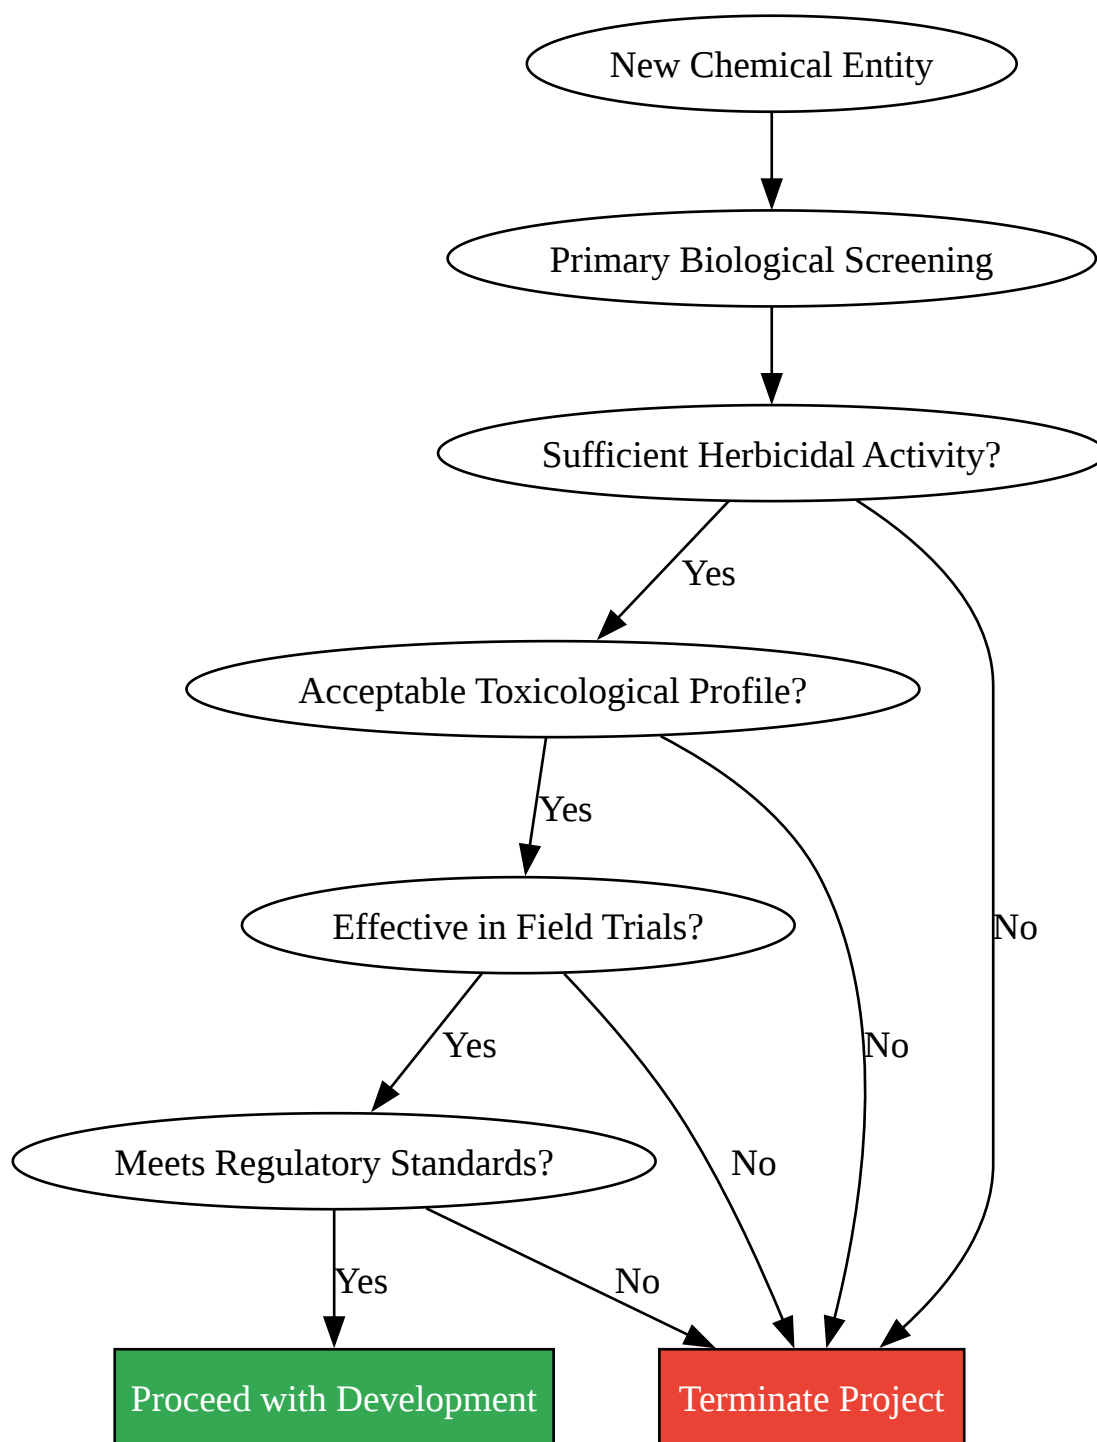 New Chemical Entity
Primary Biological Screening
Sufficient Herbicidal Activity?
Yes
Acceptable Toxicological Profile?
Yes
Effective in Field Trials?
No
Yes
No
Meets Regulatory Standards?
No
Yes
No
Proceed with Development
Terminate Project